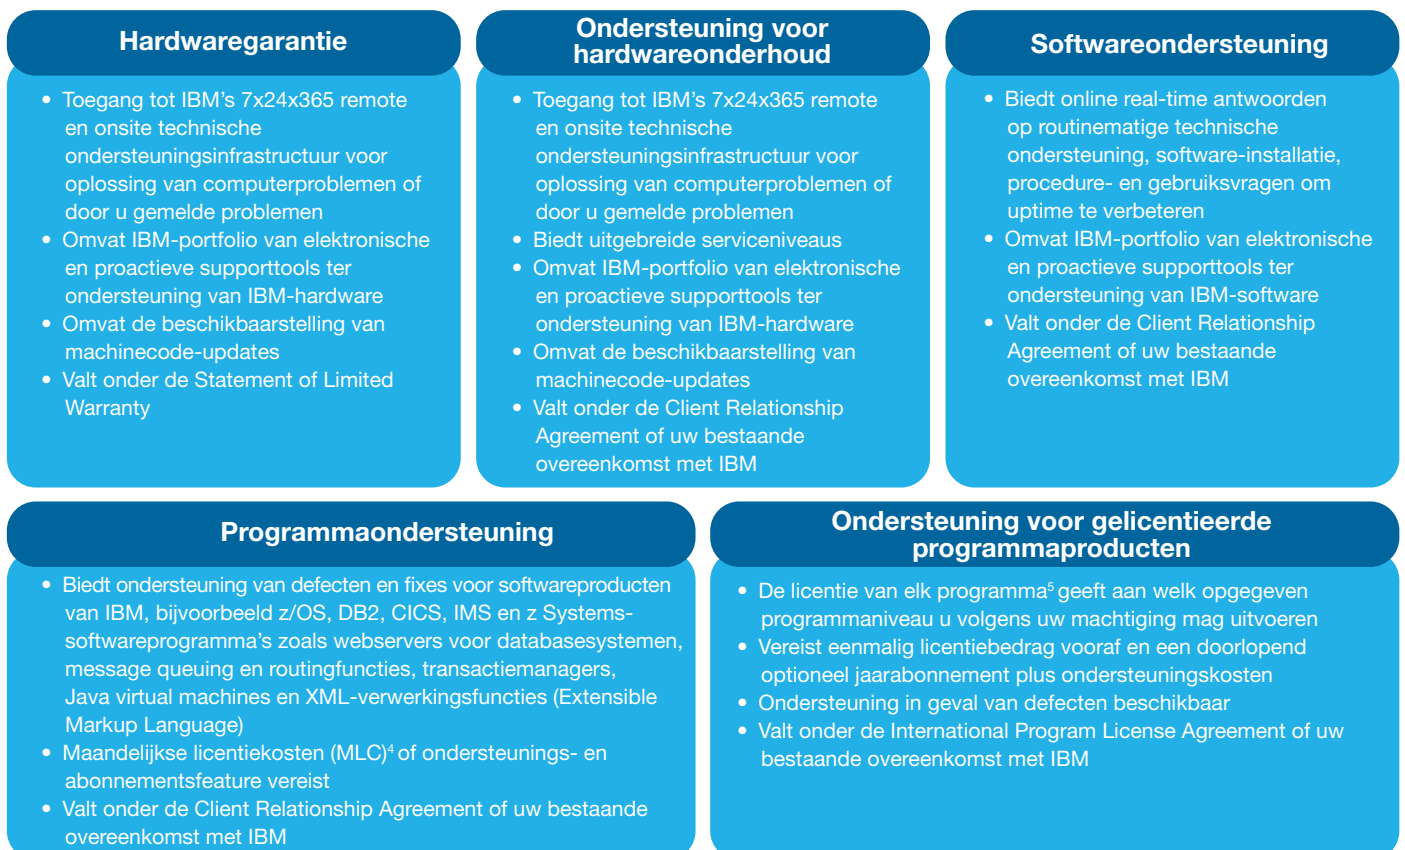 Hardwaregarantie
• Toegang tot IBM’s 7x24x365 remote
en onsite technische
ondersteuningsinfrastructuur voor
oplossing van computerproblemen of
door u gemelde problemen
• Omvat IBM-portfolio van elektronische
en proactieve supporttools ter
ondersteuning van IBM-hardware
• Omvat de beschikbaarstelling van
machinecode-updates
• Valt onder de Statement of Limited
Warranty
Ondersteuning voor
hardwareonderhoud
• Toegang tot IBM’s 7x24x365 remote
en onsite technische
ondersteuningsinfrastructuur voor
oplossing van computerproblemen of
door u gemelde problemen
• Biedt uitgebreide serviceniveaus
• Omvat IBM-portfolio van elektronische
en proactieve supporttools ter
ondersteuning van IBM-hardware
• Omvat de beschikbaarstelling van
machinecode-updates
• Valt onder de Client Relationship
Agreement of uw bestaande
overeenkomst met IBM
Softwareondersteuning
• Biedt online real-time antwoorden
op routinematige technische
ondersteuning, software-installatie,
procedure- en gebruiksvragen om
uptime te verbeteren
• Omvat IBM-portfolio van elektronische
en proactieve supporttools ter
ondersteuning van IBM-software
• Valt onder de Client Relationship
Agreement of uw bestaande
overeenkomst met IBM
Programmaondersteuning
• Biedt ondersteuning van defecten en fixes voor softwareproducten
van IBM, bijvoorbeeld z/OS, DB2, CICS, IMS en z Systems-
softwareprogramma’s zoals webservers voor databasesystemen,
message queuing en routingfuncties, transactiemanagers,
Java virtual machines en XML-verwerkingsfuncties (Extensible
Markup Language)
• Maandelijkse licentiekosten (MLC)⁴ of ondersteunings- en
abonnementsfeature vereist
• Valt onder de Client Relationship Agreement of uw bestaande
overeenkomst met IBM
Ondersteuning voor gelicentieerde
programmaproducten
• De licentie van elk programma⁵ geeft aan welk opgegeven
programmaniveau u volgens uw machtiging mag uitvoeren
• Vereist eenmalig licentiebedrag vooraf en een doorlopend
optioneel jaarabonnement plus ondersteuningskosten
• Ondersteuning in geval van defecten beschikbaar
• Valt onder de International Program License Agreement of uw
bestaande overeenkomst met IBM